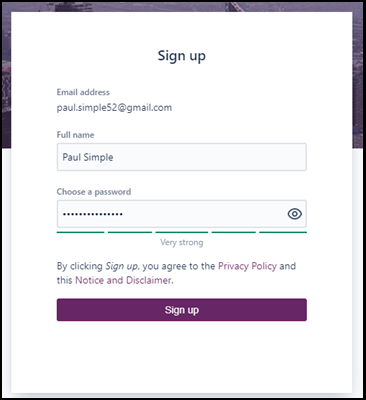 Sign up
Email address
paul.simple52@gmail.com
Full name
Paul Simple
Choose a password
•••••••••••••••
Very strong
By clicking Sign up, you agree to the Privacy Policy and
this Notice and Disclaimer.
Sign up